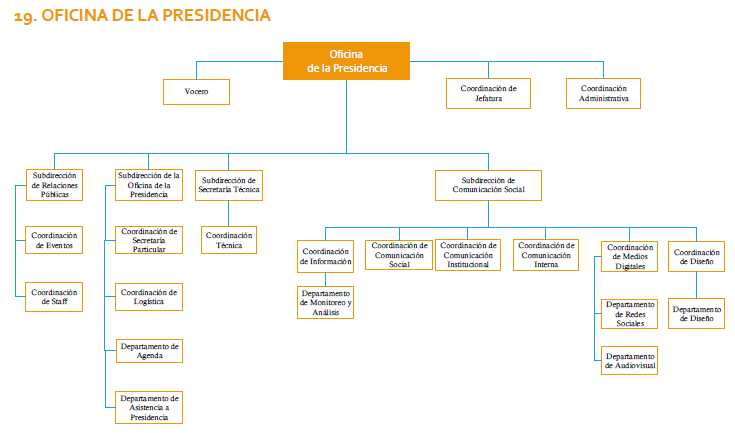 19. OFICINA DE LA PRESIDENCIA
Oficina
de la Presidencia
Vocero
Coordinación de
Jefatura
Coordinación
Administrativa
Subdirección
de Relaciones
Públicas
Subdirección de la
Oficina de la
Presidencia
Subdirección de
Secretaría Técnica
Subdirección de
Comunicación Social
Coordinación
de Eventos
Coordinación de
Secretaría
Particular
Coordinación
Técnica
Coordinación
de Información
Coordinación de
Comunicación
Social
Coordinación de
Comunicación
Institucional
Coordinación de
Comunicación
Interna
Coordinación
de Medios
Digitales
Coordinación
de Diseño
Coordinación
de Staff
Coordinación de
Logística
Departamento
de Monitoreo y
Análisis
Departamento
de Redes
Sociales
Departamento
de Diseño
Departamento de
Agenda
Departamento
de Audiovisual
Departamento de
Asistencia a
Presidencia